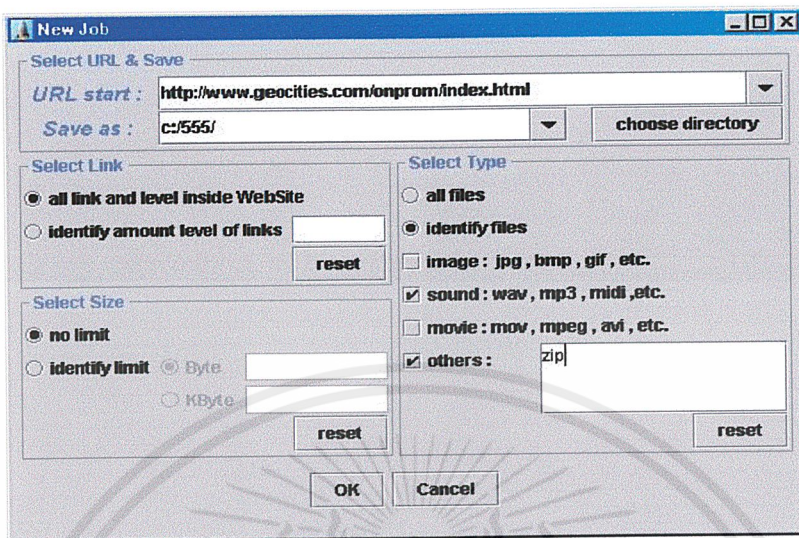 New Job
Select URL & Save
URL start : http://www.geocities.com/onprom/index.html
Save as : c:/555/ choose directory
Select Link
all link and level inside WebSite
identify amount level of links
reset
Select Size
no limit
identify limit Byte
KByte
reset
Select Type
all files
identify files
image : jpg , bmp , gif , etc.
sound : wav , mp3 , midi ,etc.
movie : mov , mpeg , avi , etc.
others : zip
reset
OK Cancel